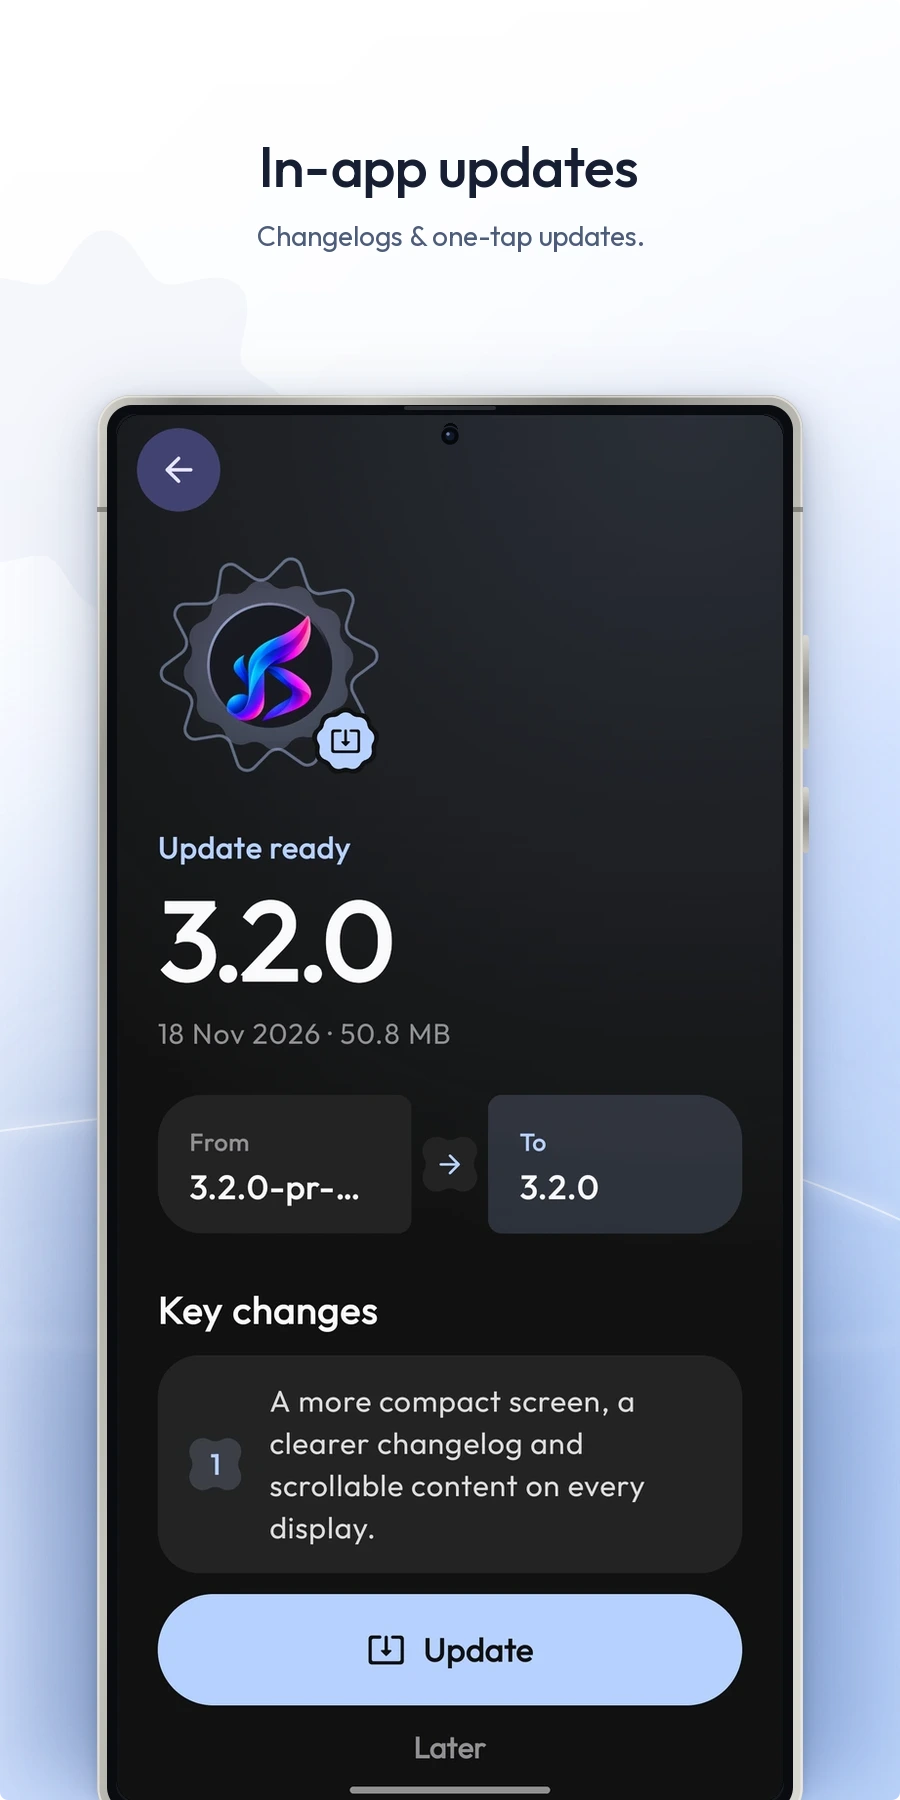 In-app updates
Changelogs & one-tap updates.
Update ready
3.2.0
18 Nov 2026 · 50.8 MB
From
3.2.0-pr-...
To
3.2.0
Key changes
1
A more compact screen, a
clearer changelog and
scrollable content on every
display.
Update
Later